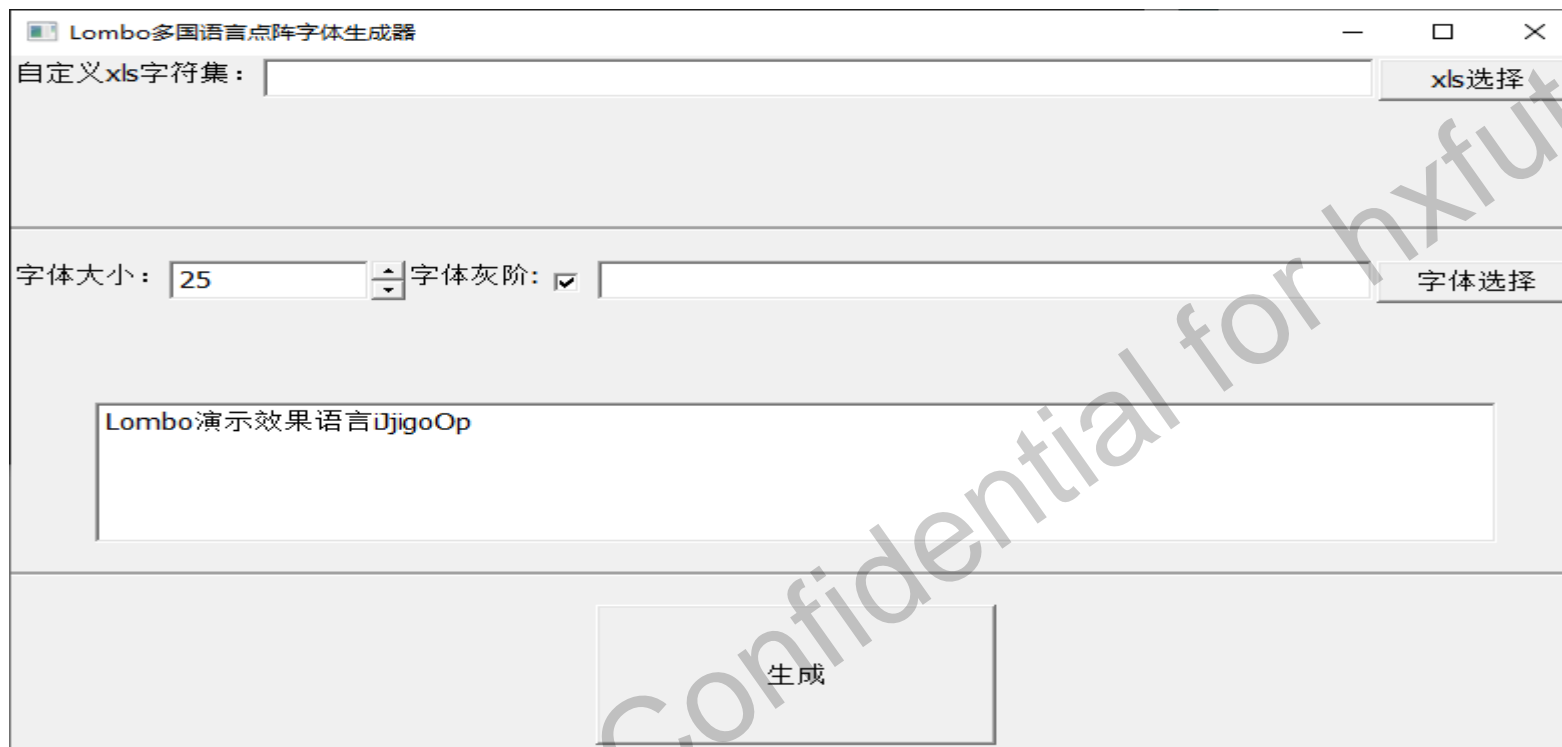 Lombo多国语言点阵字体生成器
自定义xls字符集： xls选择
字体大小： 25 字体灰阶: 字体选择
Lombo演示效果语言iJjigoOp
生成
Confidential for hxfut